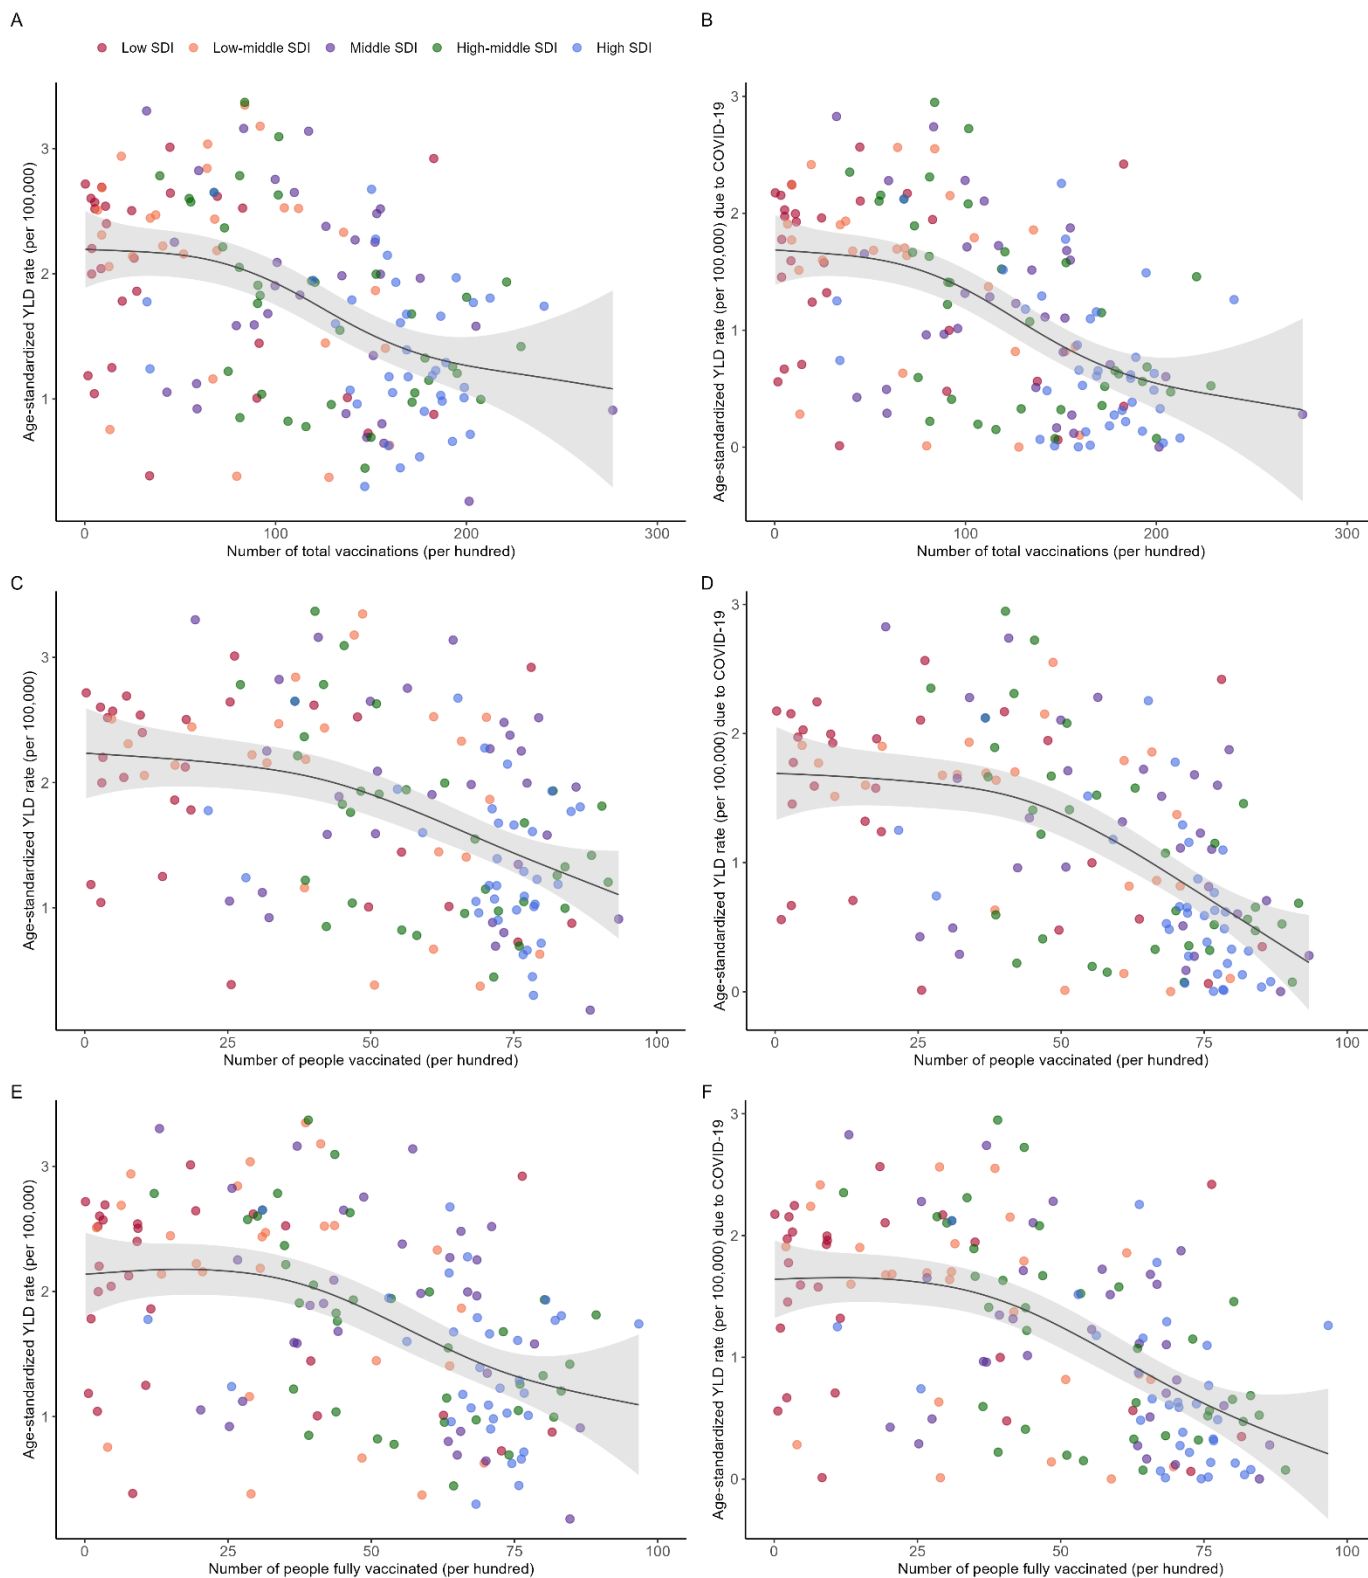 A
B
Low SDI Low-middle SDI Middle SDI High-middle SDI High SDI
Age-standardized YLD rate (per 100,000)
3
2
1
0 100 200 300
Number of total vaccinations (per hundred)
Age-standardized YLD rate (per 100,000) due to COVID-19
3
2
1
0
0 100 200 300
Number of total vaccinations (per hundred)
C
Age-standardized YLD rate (per 100,000)
3
2
1
0 25 50 75 100
Number of people vaccinated (per hundred)
D
Age-standardized YLD rate (per 100,000) due to COVID-19
3
2
1
0
0 25 50 75 100
Number of people vaccinated (per hundred)
E
Age-standardized YLD rate (per 100,000)
3
2
1
0 25 50 75 100
Number of people fully vaccinated (per hundred)
F
Age-standardized YLD rate (per 100,000) due to COVID-19
3
2
1
0
0 25 50 75 100
Number of people fully vaccinated (per hundred)